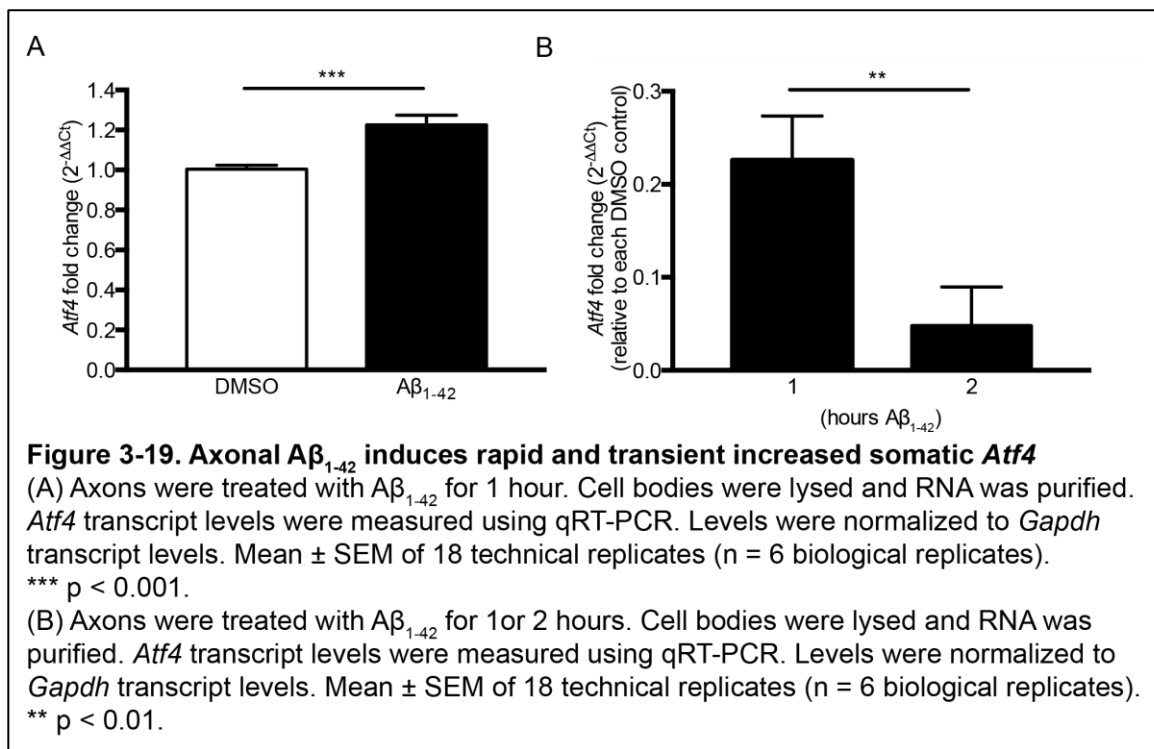 A
B
***
**
1.4
1.2
1.0
0.8
0.6
0.4
0.2
0.0
Atf4 fold change (2^-ΔΔCt)
DMSO
Aβ1-42
0.3
0.2
0.1
0.0
Atf4 fold change (2^-ΔΔCt)
(relative to each DMSO control)
1
2
(hours Aβ1-42)
Figure 3-19. Axonal Aβ1-42 induces rapid and transient increased somatic Atf4
(A) Axons were treated with Aβ1-42 for 1 hour. Cell bodies were lysed and RNA was purified.
Atf4 transcript levels were measured using qRT-PCR. Levels were normalized to Gapdh
transcript levels. Mean ± SEM of 18 technical replicates (n = 6 biological replicates).
*** p < 0.001.
(B) Axons were treated with Aβ1-42 for 1or 2 hours. Cell bodies were lysed and RNA was
purified. Atf4 transcript levels were measured using qRT-PCR. Levels were normalized to
Gapdh transcript levels. Mean ± SEM of 18 technical replicates (n = 6 biological replicates).
** p < 0.01.